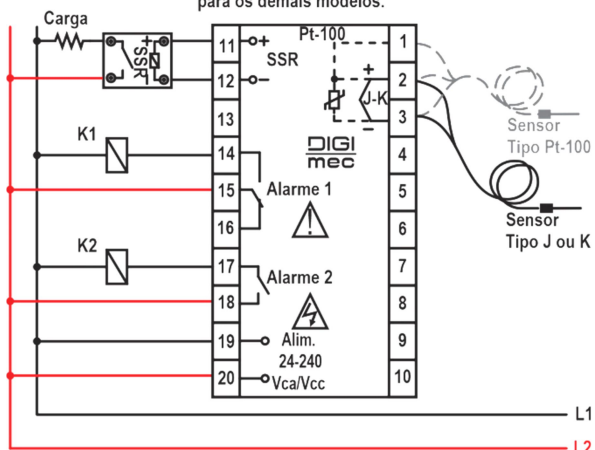 para os demais modelos.
Carga
SSR
K1
K2
11
12
13
14
15
16
17
18
19
20
+
SSR
−
Pt-100
+
J-K
−
DIGI
mec
Alarme 1
Alarme 2
Alim.
24-240
Vca/Vcc
1
2
3
4
5
6
7
8
9
10
Sensor
Tipo Pt-100
Sensor
Tipo J ou K
L1
L2